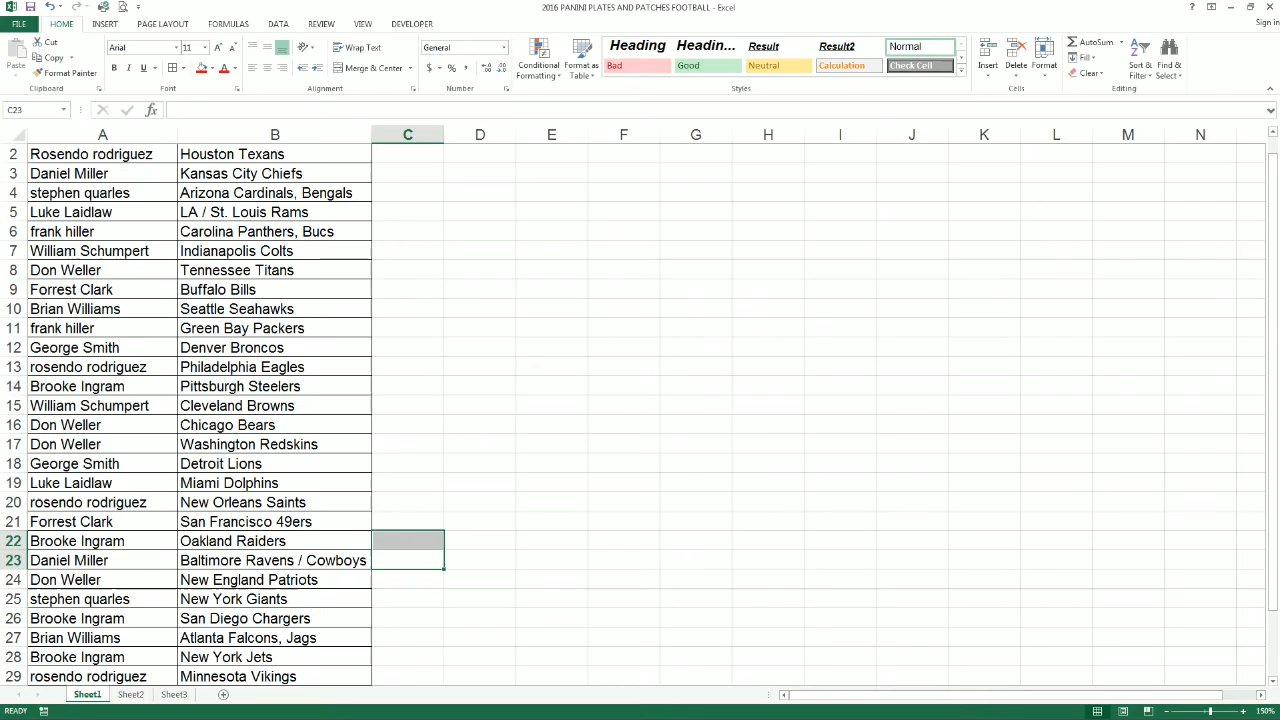 2016 PANINI PLATES AND PATCHES FOOTBALL - Excel
FILE HOME INSERT PAGE LAYOUT FORMULAS DATA REVIEW VIEW DEVELOPER Sign in
Cut
Copy
Format Painter
Paste
Arial 11
B I U
Wrap Text
Merge & Center
General
$ % ,
Conditional Formatting
Format as Table
Heading Headin... Result Result2 Normal
Bad Good Neutral Calculation Check Cell
Insert Delete Format
AutoSum
Fill
Clear
Sort & Filter
Find & Select
Clipboard Font Alignment Number Styles Cells Editing
C23 fx
A B C D E F G H I J K L M N
2 Rosendo rodriguez Houston Texans
3 Daniel Miller Kansas City Chiefs
4 stephen quarles Arizona Cardinals, Bengals
5 Luke Laidlaw LA / St. Louis Rams
6 frank hiller Carolina Panthers, Bucs
7 William Schumpert Indianapolis Colts
8 Don Weller Tennessee Titans
9 Forrest Clark Buffalo Bills
10 Brian Williams Seattle Seahawks
11 frank hiller Green Bay Packers
12 George Smith Denver Broncos
13 rosendo rodriguez Philadelphia Eagles
14 Brooke Ingram Pittsburgh Steelers
15 William Schumpert Cleveland Browns
16 Don Weller Chicago Bears
17 Don Weller Washington Redskins
18 George Smith Detroit Lions
19 Luke Laidlaw Miami Dolphins
20 rosendo rodriguez New Orleans Saints
21 Forrest Clark San Francisco 49ers
22 Brooke Ingram Oakland Raiders
23 Daniel Miller Baltimore Ravens / Cowboys
24 Don Weller New England Patriots
25 stephen quarles New York Giants
26 Brooke Ingram San Diego Chargers
27 Brian Williams Atlanta Falcons, Jags
28 Brooke Ingram New York Jets
29 rosendo rodriguez Minnesota Vikings
Sheet1 Sheet2 Sheet3
READY 150%